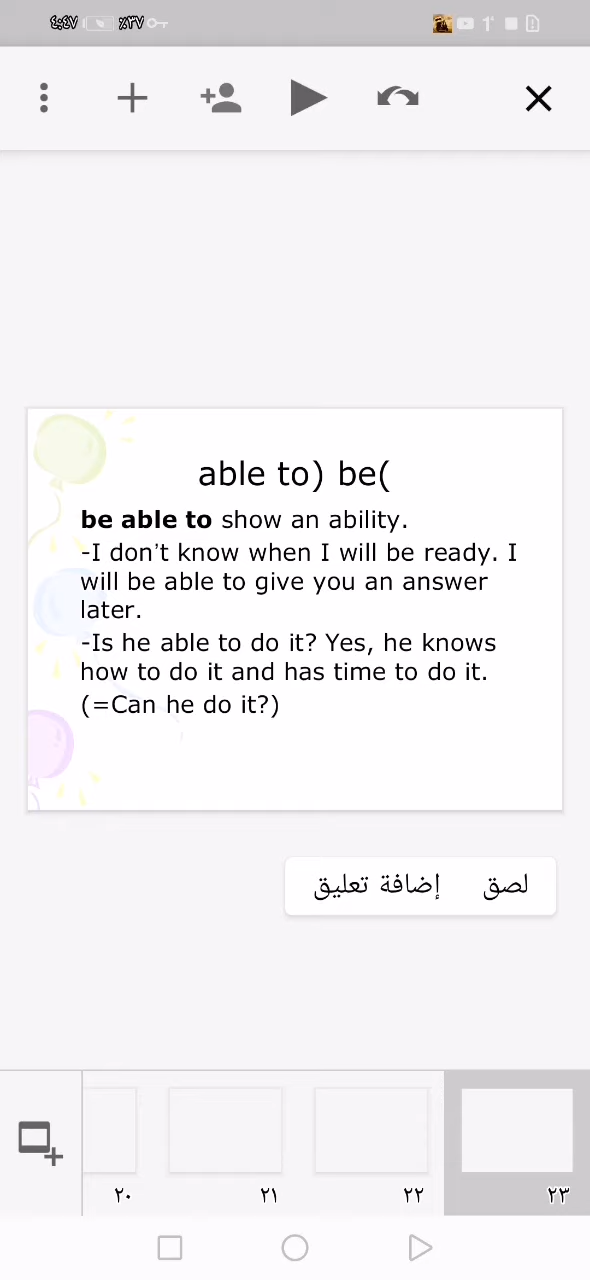 ٤:٤٧ ٪٣٧
able to) be(
be able to show an ability.
-I don’t know when I will be ready. I
will be able to give you an answer
later.
-Is he able to do it? Yes, he knows
how to do it and has time to do it.
(=Can he do it?)
إضافة تعليق لصق
٢٠ ٢١ ٢٢ ٢٣